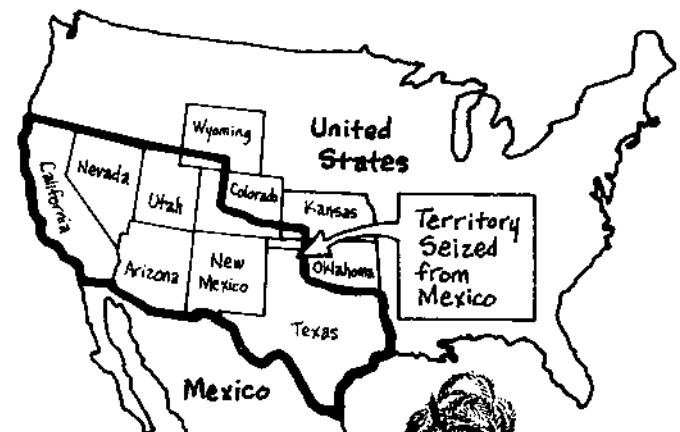 Wyoming
United
States
California
Nevada
Utah
Colorado
Kansas
Territory
Seized
from
Mexico
Arizona
New
Mexico
Oklahoma
Texas
Mexico